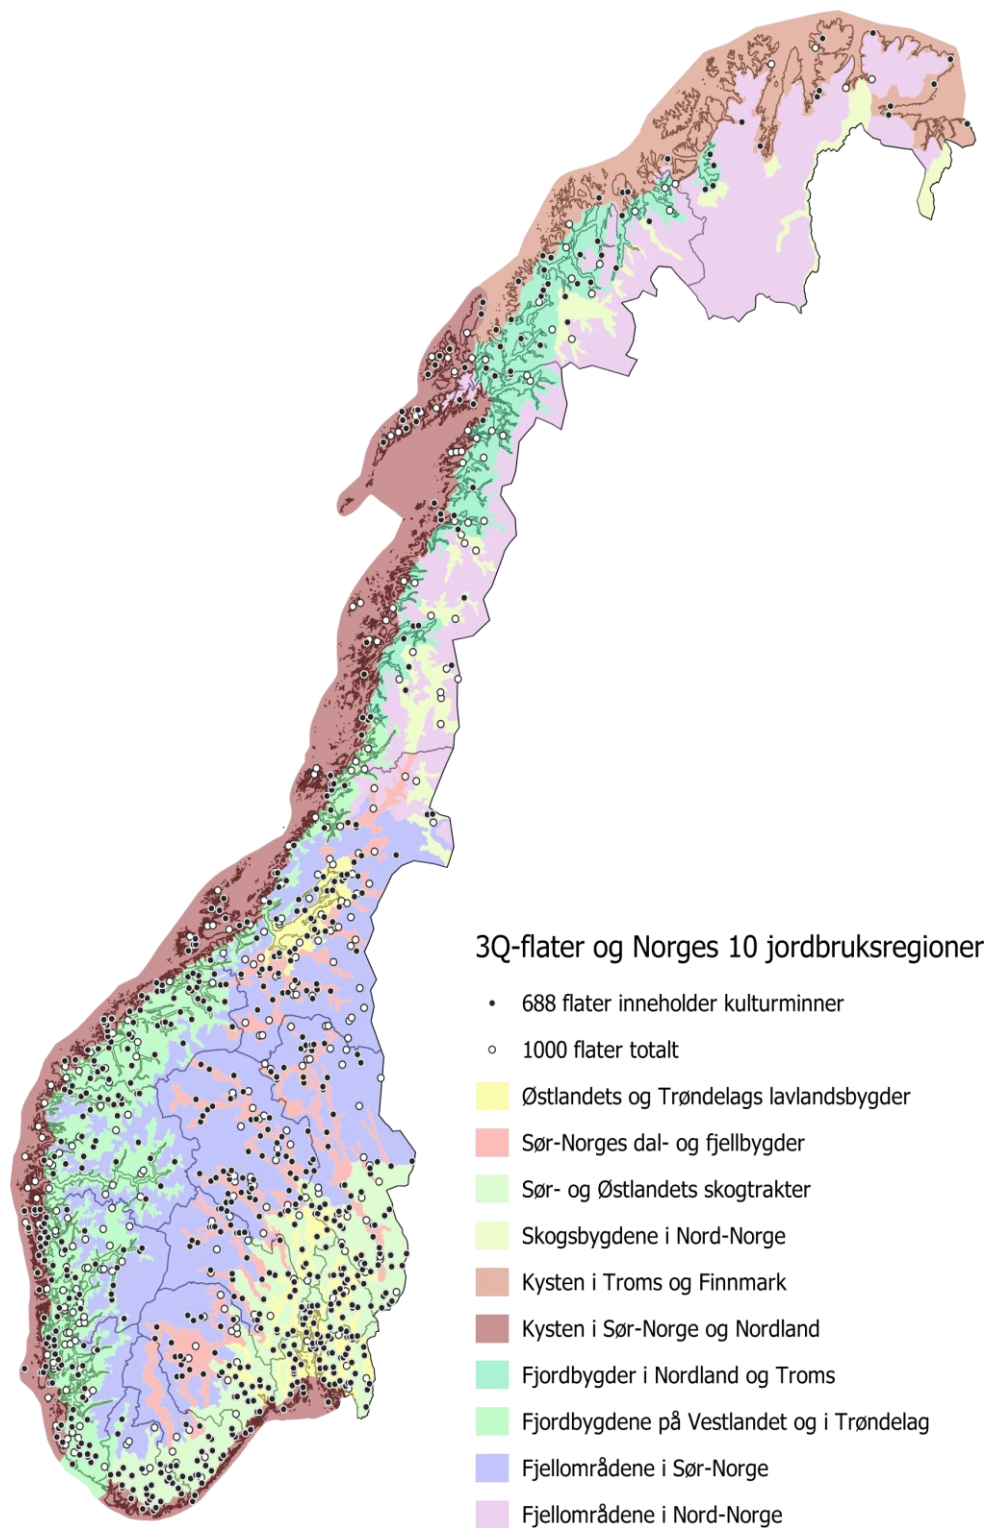 3Q-flater og Norges 10 jordbruksregioner
688 flater inneholder kulturminner
1000 flater totalt
Østlandets og Trøndelags lavlandsbygder
Sør-Norges dal- og fjellbygder
Sør- og Østlandets skogtrakter
Skogsbygdene i Nord-Norge
Kysten i Troms og Finnmark
Kysten i Sør-Norge og Nordland
Fjordbygder i Nordland og Troms
Fjordbygdene på Vestlandet og i Trøndelag
Fjellområdene i Sør-Norge
Fjellområdene i Nord-Norge